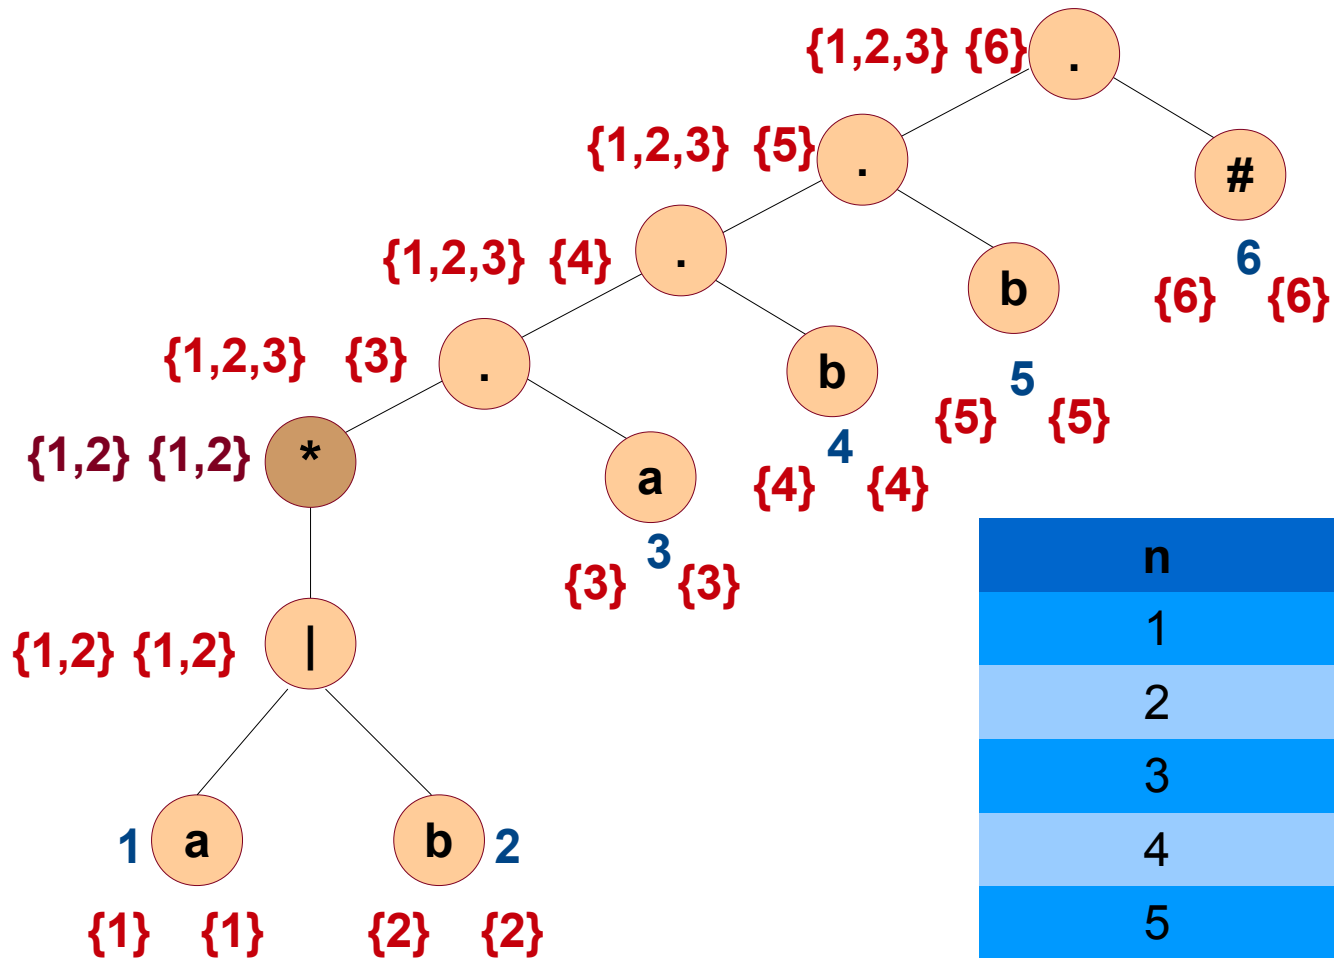 {1,2,3} {6} .
{1,2,3} {5} .
#
6
{6} {6}
{1,2,3} {4} .
b
5
{5} {5}
{1,2,3} {3} .
b
4
{4} {4}
{1,2} {1,2} *
a
3
{3} {3}
{1,2} {1,2} |
1 a
b 2
{1} {1}
{2} {2}
n
1
2
3
4
5